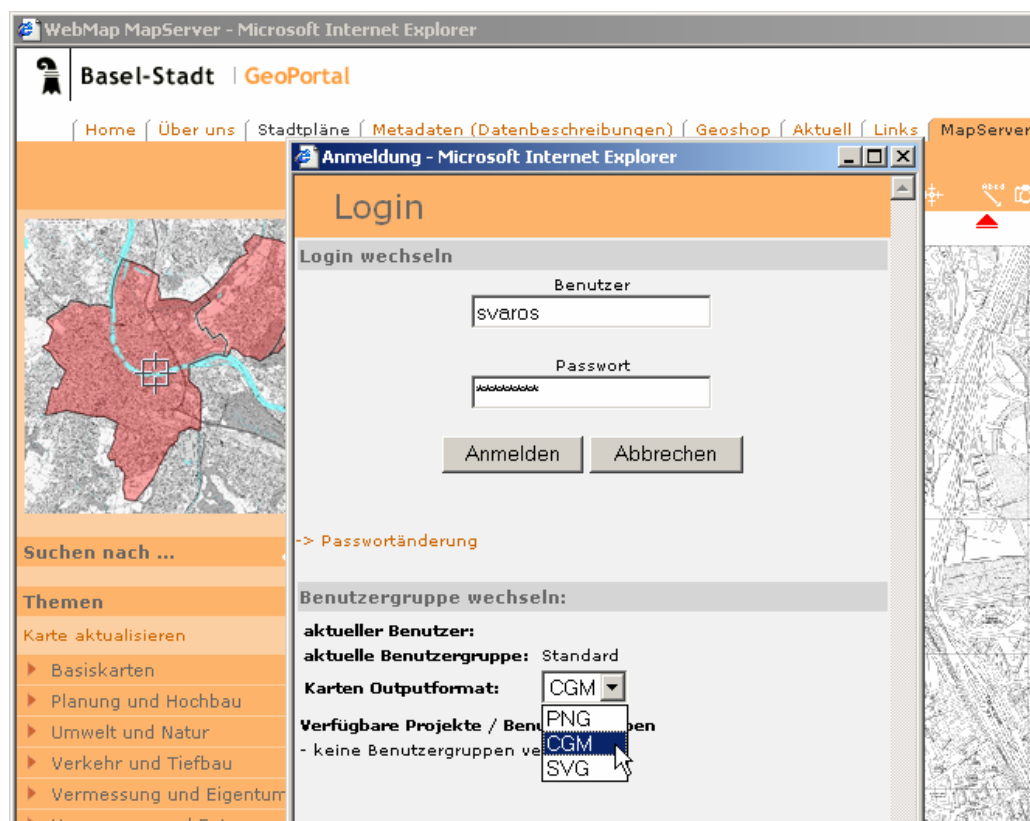 WebMap MapServer - Microsoft Internet Explorer
Basel-Stadt | GeoPortal
Home Über uns Stadtpläne Metadaten (Datenbeschreibungen) Geoshop Aktuell Links MapServer
Anmeldung - Microsoft Internet Explorer
Abcd
Login
Login wechseln
Benutzer
svaros
Passwort
*********
Anmelden Abbrechen
-> Passwortänderung
Suchen nach ...
Themen
Karte aktualisieren
Basiskarten
Planung und Hochbau
Umwelt und Natur
Verkehr und Tiefbau
Vermessung und Eigentum
Benutzergruppe wechseln:
aktueller Benutzer:
aktuelle Benutzergruppe: Standard
Karten Outputformat: CGM
PNG
CGM
SVG
Verfügbare Projekte /
- keine Benutzergruppen